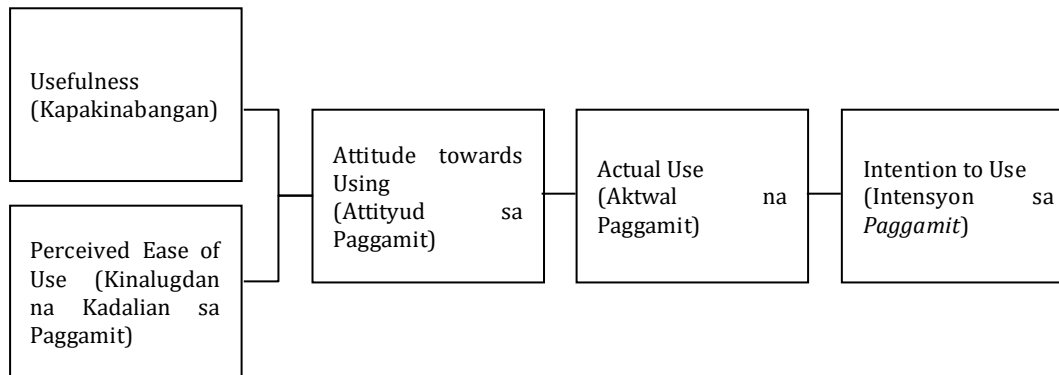 Usefulness
(Kapakinabangan)
Perceived Ease of
Use (Kinalugdan
na Kadalian sa
Paggamit)
Attitude towards
Using
(Attityud sa
Paggamit)
Actual Use
(Aktwal na
Paggamit)
Intention to Use
(Intensyon sa
Paggamit)